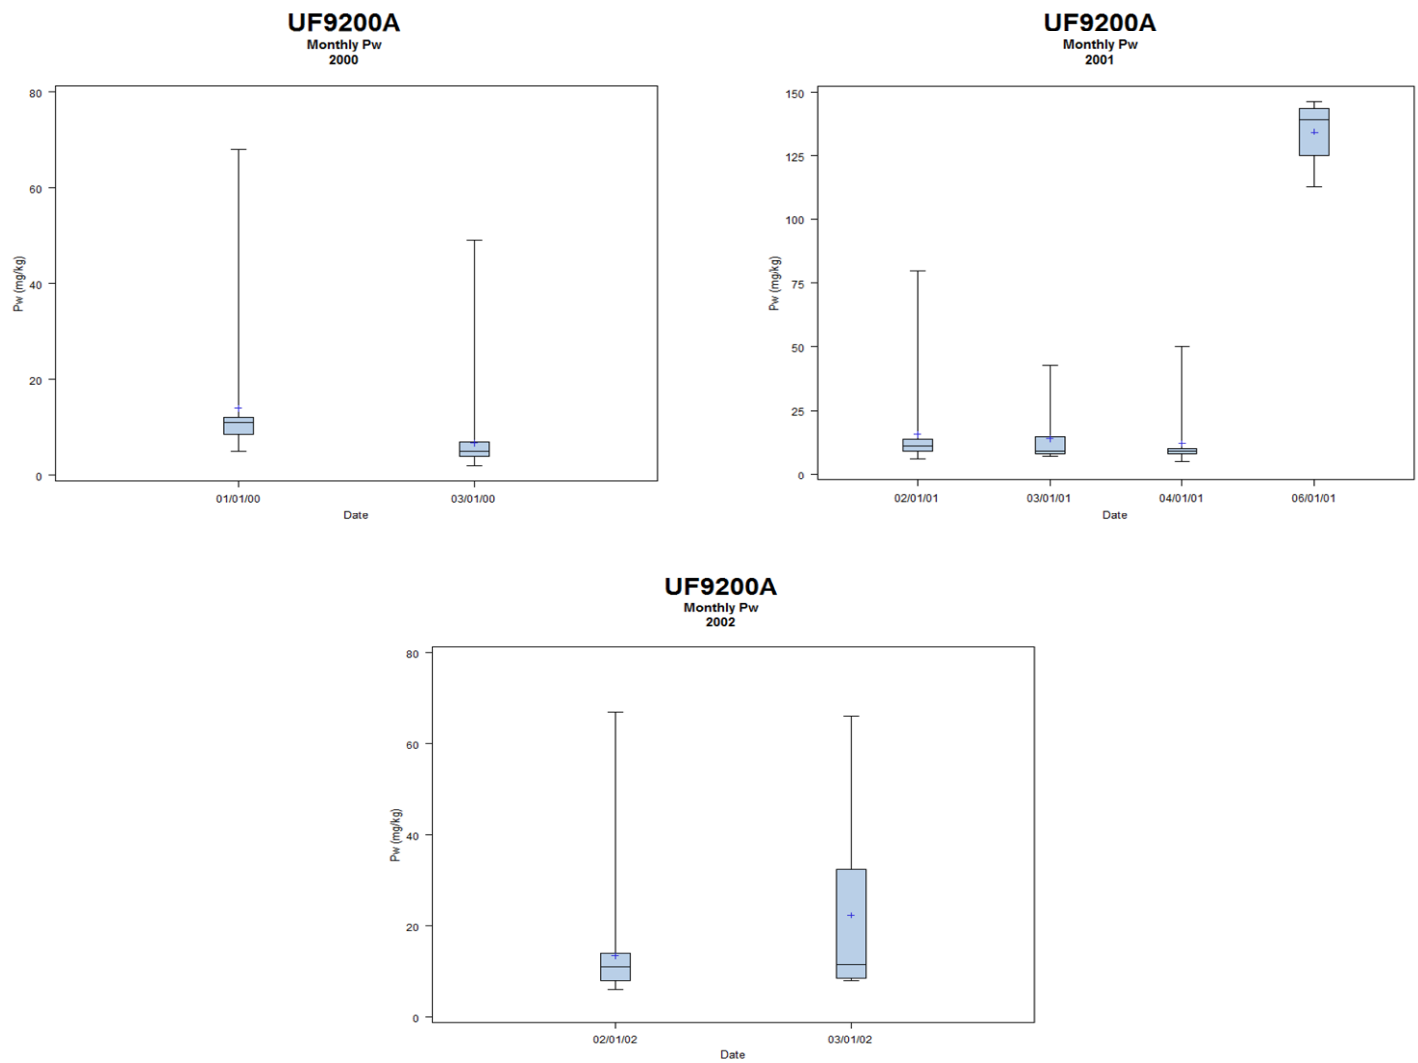 UF9200A
Monthly Pw
2000
80
60
40
20
0
Pw (mg/kg)
01/01/00 03/01/00
Date
UF9200A
Monthly Pw
2001
150
125
100
75
50
25
0
Pw (mg/kg)
02/01/01 03/01/01 04/01/01 06/01/01
Date
UF9200A
Monthly Pw
2002
80
60
40
20
0
Pw (mg/kg)
02/01/02 03/01/02
Date